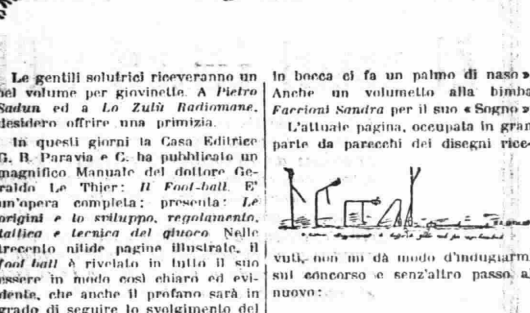 Le gentili solutrici riceveranno un
bel volume per giovinette. A Pietro
Sadun ed a Lo Zulù Radiomane,
desidero offrire una primizia.
In questi giorni la Casa Editrice
G. B. Paravia e C. ha pubblicato un
magnifico Manuale del dottore Ge-
raldo Le Thier: Il Foot-ball. E'
un'opera completa: presenta: Le
origini e lo sviluppo, regolamento,
tattica e tecnica del giuoco Nelle
trecento nitide pagine illustrate, il
foot ball è rivelato in tutto il suo
essere in modo così chiaro ed evi-
dente, che anche il profano sarà in
grado di seguire lo svolgimento del
in bocca ci fa un palmo di naso »
Anche un volumetto alla bimba
Farrioni Sandra per il suo « Sogno »
L'attuale pagina, occupata in gran
parte da parecchi dei disegni rice-
vuti, non mi dà modo d'indugiarm
sul concorso e senz'altro passo a
nuovo: